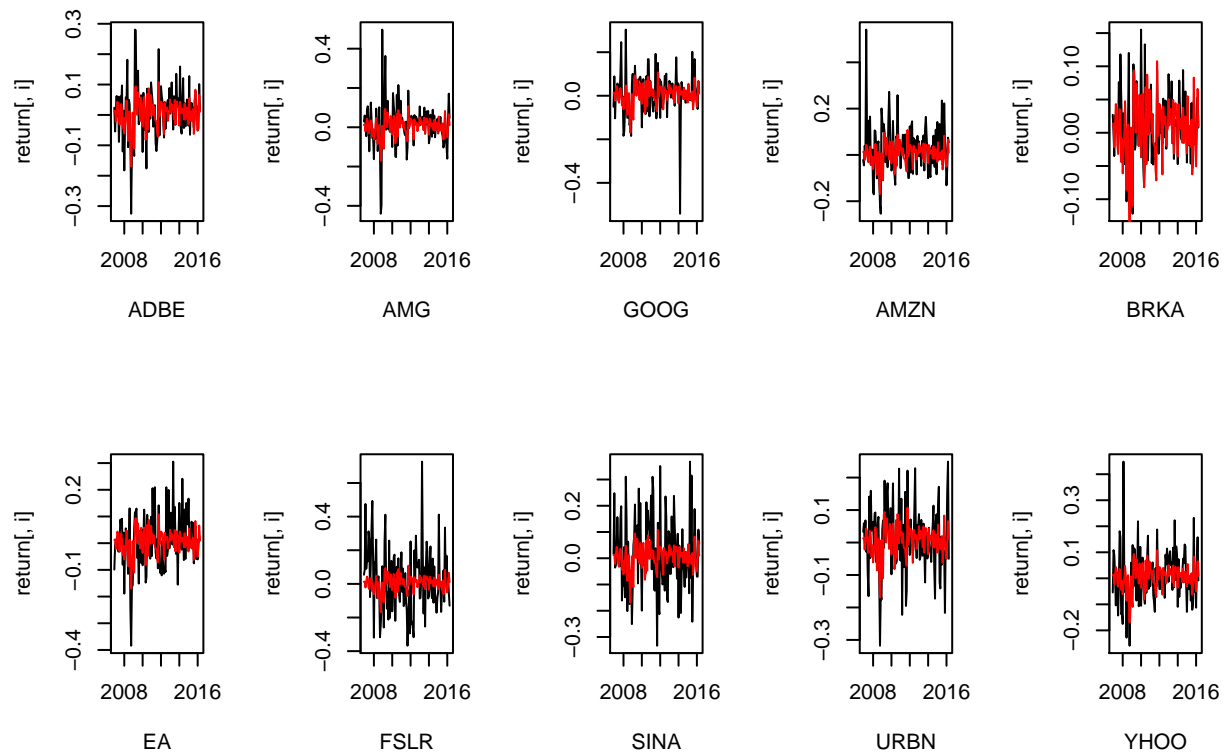 return[, i]
0.3
0.1
−0.1
−0.3
2008 2016
ADBE
return[, i]
0.4
0.0
−0.4
2008 2016
AMG
return[, i]
0.0
−0.4
2008 2016
GOOG
return[, i]
0.2
−0.2
2008 2016
AMZN
return[, i]
0.10
0.00
−0.10
2008 2016
BRKA
return[, i]
0.2
−0.1
−0.4
2008 2016
EA
return[, i]
0.4
0.0
−0.4
2008 2016
FSLR
return[, i]
0.2
0.0
−0.3
2008 2016
SINA
return[, i]
0.1
−0.1
−0.3
2008 2016
URBN
return[, i]
0.3
0.1
−0.2
2008 2016
YHOO